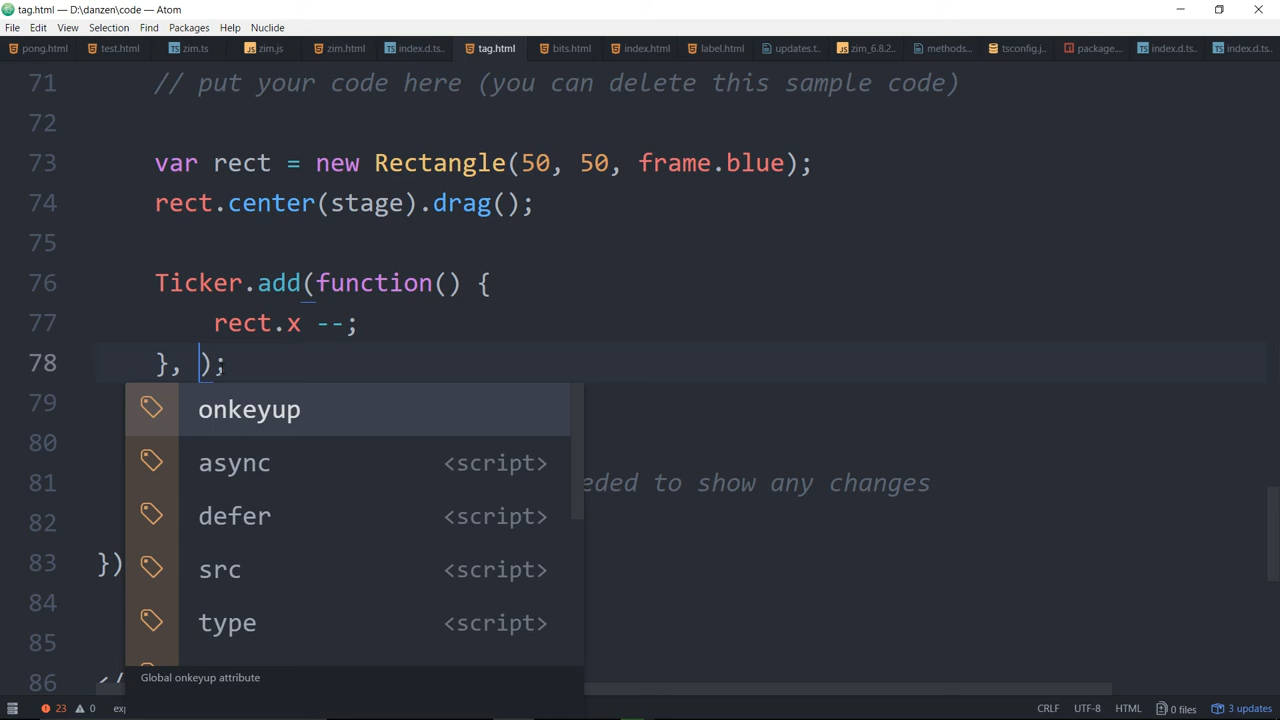 tag.html — D:\danzen\code — Atom
File Edit View Selection Find Packages Help Nuclide
pong.html test.html zim.ts zim.js zim.html index.d.ts... tag.html bits.html index.html label.html updates.t... zim_6.8.2... methods... tsconfig.j... package.... index.d.ts... index.d.ts...
71 // put your code here (you can delete this sample code)
72
73 var rect = new Rectangle(50, 50, frame.blue);
74 rect.center(stage).drag();
75
76 Ticker.add(function() {
77 rect.x --;
78 }, );
79 onkeyup
80 async <script>
81 eded to show any changes
82 defer <script>
83 }) src <script>
84 type <script>
85
86 </
Global onkeyup attribute
23 0 exp CRLF UTF-8 HTML 0 files 3 updates